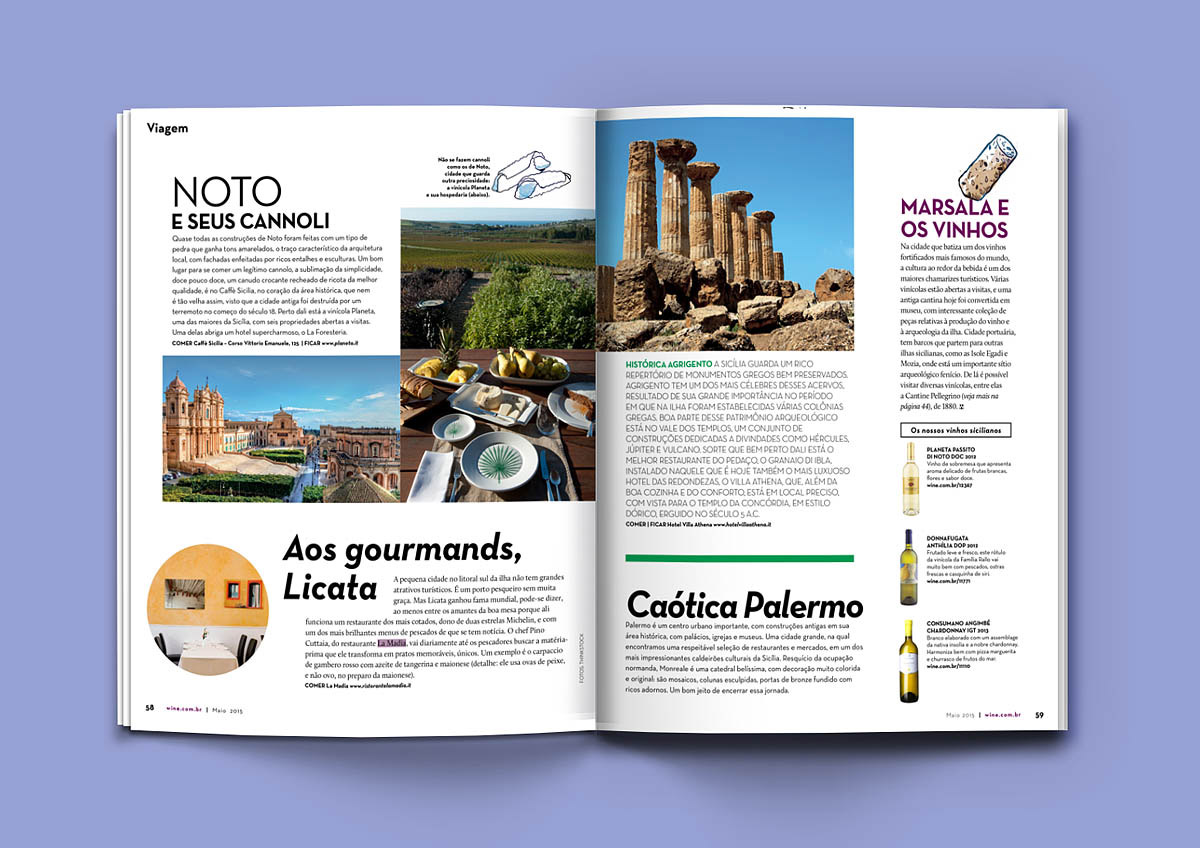 Viagem
NOTO
E SEUS CANNOLI
Quase todas as construções de Noto foram feitas com um tipo de
pedra que ganha tons amarelados, o traço característico da arquitetura
local, com fachadas enfeitadas por ricos entalhes e esculturas. Um bom
lugar para se comer um legítimo cannolo, a sublimação da simplicidade,
doce pouco doce, um canudo crocante recheado de ricota da melhor
qualidade, é no Caffè Sicilia, no coração da área histórica, que nem
é tão velha assim, visto que a cidade antiga foi destruída por um
terremoto no começo do século 18. Perto dali está a vinícola Planeta,
uma das maiores da Sicília, com seis propriedades abertas a visitas.
Uma delas abriga um hotel supercharmoso, o La Foresteria.
COMER Caffè Sicilia – Corso Vittorio Emanuele, 125. | FICAR www.planeta.it
Não se fazem cannoli
como os de Noto,
cidade que guarda
outra preciosidade:
a vinícola Planeta
e sua hospedaria (abaixo).
Aos gourmands,
Licata
A pequena cidade no litoral sul da ilha não tem grandes
atrativos turísticos. É um porto pesqueiro sem muita
graça. Mas Licata ganhou fama mundial, pode-se dizer,
ao menos entre os amantes da boa mesa porque ali
funciona um restaurante dos mais cotados, dono de duas estrelas Michelin, e com
um dos mais brilhantes menus de pescados de que se tem notícia. O chef Pino
Cuttaia, do restaurante La Madia, vai diariamente até os pescadores buscar a matéria-
prima que ele transforma em pratos memoráveis, únicos. Um exemplo é o carpaccio
de gambero rosso com azeite de tangerina e maionese (detalhe: ele usa ovas de peixe,
e não ovo, no preparo da maionese).
COMER La Madia www.ristorantelamadia.it
FOTOS: THINKSTOCK
58 wine.com.br | Maio 2015
HISTÓRICA AGRIGENTO A SICÍLIA GUARDA UM RICO
REPERTÓRIO DE MONUMENTOS GREGOS BEM PRESERVADOS.
AGRIGENTO TEM UM DOS MAIS CÉLEBRES DESSES ACERVOS,
RESULTADO DE SUA GRANDE IMPORTÂNCIA NO PERÍODO
EM QUE NA ILHA FORAM ESTABELECIDAS VÁRIAS COLÔNIAS
GREGAS. BOA PARTE DESSE PATRIMÔNIO ARQUEOLÓGICO
ESTÁ NO VALE DOS TEMPLOS, UM CONJUNTO DE
CONSTRUÇÕES DEDICADAS A DIVINDADES COMO HÉRCULES,
JÚPITER E VULCANO. SORTE QUE BEM PERTO DALI ESTÁ O
MELHOR RESTAURANTE DO PEDAÇO, O GRANAIO DI IBLA,
INSTALADO NAQUELE QUE É HOJE TAMBÉM O MAIS LUXUOSO
HOTEL DAS REDONDEZAS, O VILLA ATHENA, QUE, ALÉM DA
BOA COZINHA E DO CONFORTO, ESTÁ EM LOCAL PRECISO,
COM VISTA PARA O TEMPLO DA CONCÓRDIA, EM ESTILO
DÓRICO, ERGUIDO NO SÉCULO 5 A.C.
COMER | FICAR Hotel Villa Athena www.hotelvillaathena.it
Caótica Palermo
Palermo é um centro urbano importante, com construções antigas em sua
área histórica, com palácios, igrejas e museus. Uma cidade grande, na qual
encontramos uma respeitável seleção de restaurantes e mercados, em um dos
mais impressionantes caldeirões culturais da Sicília. Resquício da ocupação
normanda, Monreale é uma catedral belíssima, com decoração muito colorida
e original: são mosaicos, colunas esculpidas, portas de bronze fundido com
ricos adornos. Um bom jeito de encerrar essa jornada.
MARSALA E
OS VINHOS
Na cidade que batiza um dos vinhos
fortificados mais famosos do mundo,
a cultura ao redor da bebida é um dos
maiores chamarizes turísticos. Várias
vinícolas estão abertas a visitas, e uma
antiga cantina hoje foi convertida em
museu, com interessante coleção de
peças relativas à produção do vinho e
à arqueologia da ilha. Cidade portuária,
tem barcos que partem para outras
ilhas sicilianas, como as Isole Egadi e
Mozia, onde está um importante sítio
arqueológico fenício. De lá é possível
visitar diversas vinícolas, entre elas
a Cantine Pellegrino (veja mais na
página 44), de 1880.
Os nossos vinhos sicilianos
PLANETA PASSITO
DI NOTO DOC 2012
Vinho de sobremesa que apresenta
aroma delicado de frutas brancas,
flores e sabor doce.
wine.com.br/12387
DONNAFUGATA
ANTHÌLIA DOP 2012
Frutado leve e fresco, este rótulo
da vinícola da Família Rallo vai
muito bem com pescados, ostras
frescas e casquinha de siri.
wine.com.br/11771
CONSUMANO ANGIMBÉ
CHARDONNAY IGT 2013
Branco elaborado com um assemblage
da nativa insolia e a nobre chardonnay.
Harmoniza bem com pizza marguerita
e churrasco de frutos do mar.
wine.com.br/11110
Maio 2015 | wine.com.br 59